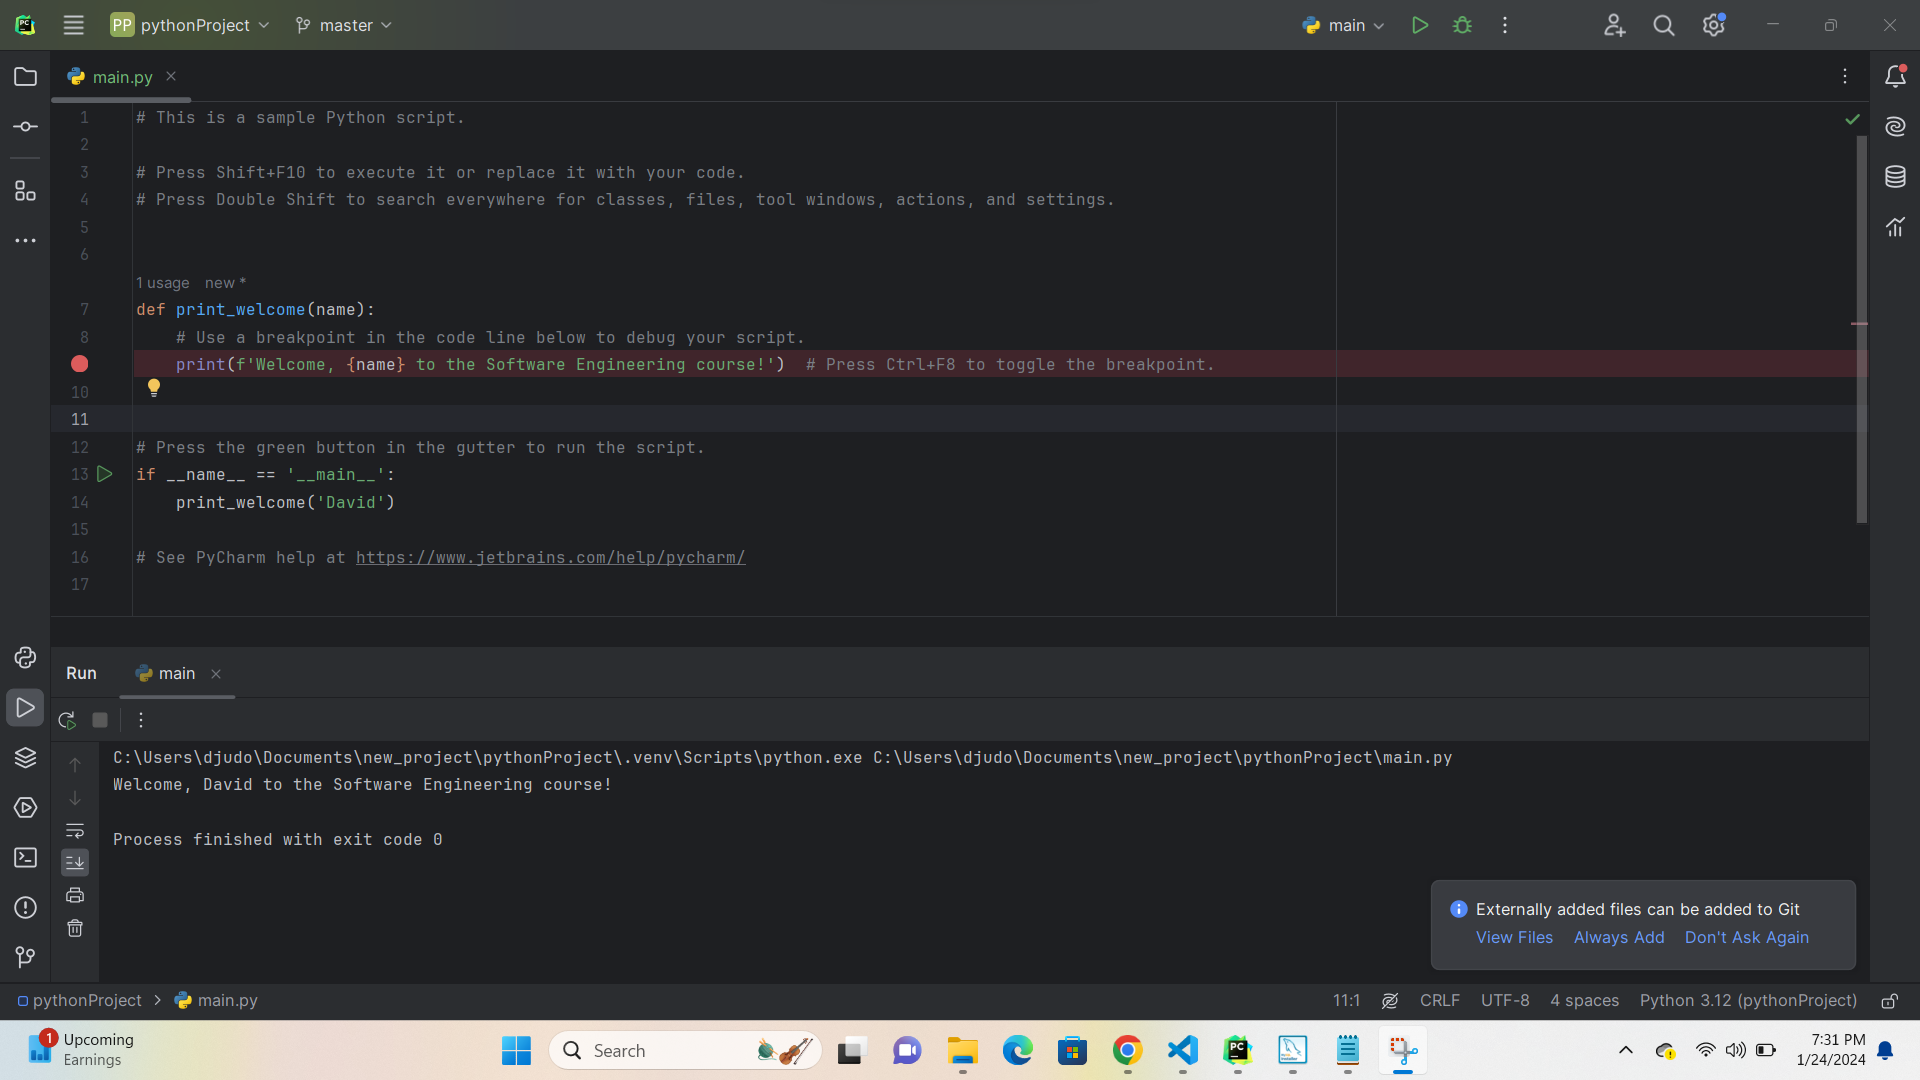 PP pythonProject master main
main.py
1 # This is a sample Python script.
2
3 # Press Shift+F10 to execute it or replace it with your code.
4 # Press Double Shift to search everywhere for classes, files, tool windows, actions, and settings.
5
6
1 usage new *
7 def print_welcome(name):
8 # Use a breakpoint in the code line below to debug your script.
print(f'Welcome, {name} to the Software Engineering course!') # Press Ctrl+F8 to toggle the breakpoint.
10
11
12 # Press the green button in the gutter to run the script.
13 if __name__ == '__main__':
14 print_welcome('David')
15
16 # See PyCharm help at https://www.jetbrains.com/help/pycharm/
17
Run main
C:\Users\djudo\Documents\new_project\pythonProject\.venv\Scripts\python.exe C:\Users\djudo\Documents\new_project\pythonProject\main.py
Welcome, David to the Software Engineering course!
Process finished with exit code 0
Externally added files can be added to Git
View Files Always Add Don't Ask Again
pythonProject > main.py 11:1 CRLF UTF-8 4 spaces Python 3.12 (pythonProject)
1 Upcoming
Earnings
Search
PC
7:31 PM
1/24/2024